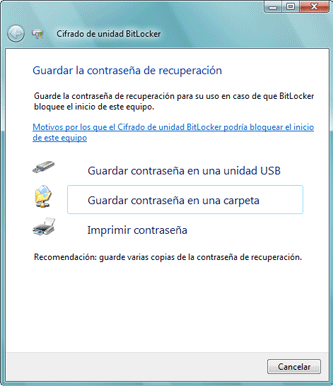 Cifrado de unidad BitLocker
Guardar la contraseña de recuperación
Guarde la contraseña de recuperación para su uso en caso de que BitLocker
bloquee el inicio de este equipo.
Motivos por los que el Cifrado de unidad BitLocker podría bloquear el inicio
de este equipo
Guardar contraseña en una unidad USB
Guardar contraseña en una carpeta
Imprimir contraseña
Recomendación: guarde varias copias de la contraseña de recuperación.
Cancelar